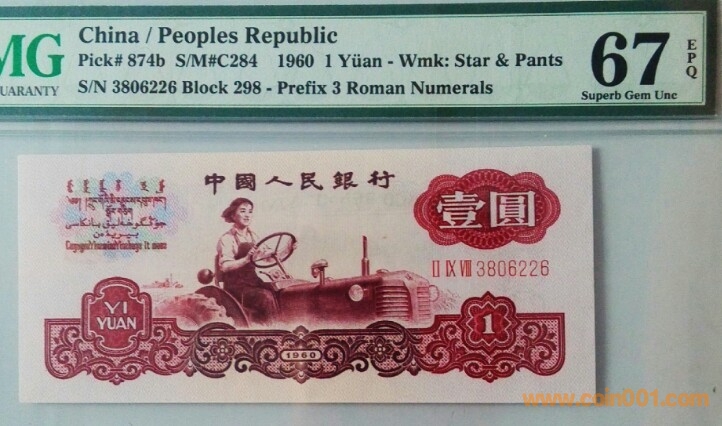 MG
China / Peoples Republic
Pick# 874b S/M#C284 1960 1 Yüan - Wmk: Star & Pants
UARANTY
S/N 3806226 Block 298 - Prefix 3 Roman Numerals
67
EPQ
Superb Gem Unc
中國人民銀行
壹圓
II IX VIII 3806226
YI
YUAN
1960
1
www.coin001.com